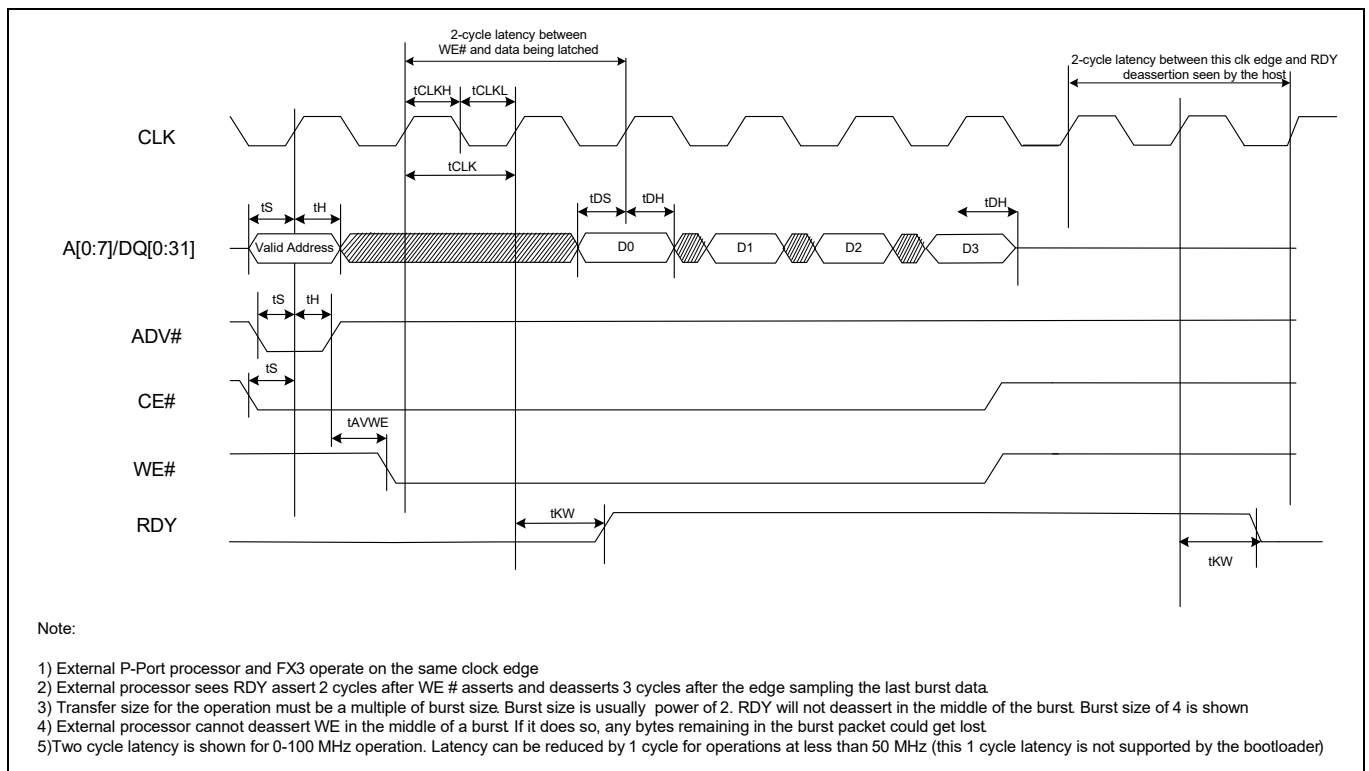 2-cycle latency between
WE# and data being latched
2-cycle latency between this clk edge and RDY
deassertion seen by the host
tCLKH
tCLKL
CLK
tCLK
tS
tH
tDS
tDH
tDH
A[0:7]/DQ[0:31]
Valid Address
D0
D1
D2
D3
tS
tH
ADV#
tS
CE#
tAVWE
WE#
tKW
RDY
tKW
Note:
1) External P-Port processor and FX3 operate on the same clock edge
2) External processor sees RDY assert 2 cycles after WE # asserts and deasserts 3 cycles after the edge sampling the last burst data.
3) Transfer size for the operation must be a multiple of burst size. Burst size is usually power of 2. RDY will not deassert in the middle of the burst. Burst size of 4 is shown
4) External processor cannot deassert WE in the middle of a burst. If it does so, any bytes remaining in the burst packet could get lost.
5)Two cycle latency is shown for 0-100 MHz operation. Latency can be reduced by 1 cycle for operations at less than 50 MHz (this 1 cycle latency is not supported by the bootloader)